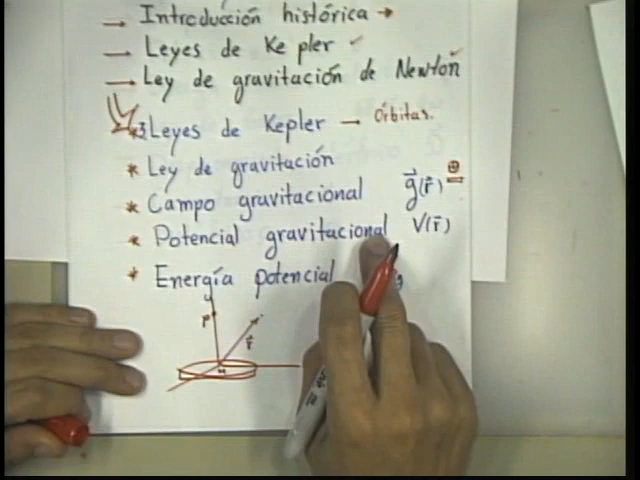 → Introducción histórica →
→ Leyes de Kepler ✓
→ Ley de gravitación de Newton ✓
* 3 Leyes de Kepler → Órbitas.
* Ley de gravitación
* Campo gravitacional g⃗(r⃗)
* Potencial gravitacional V(r⃗)
* Energía potencial
y
P
r⃗